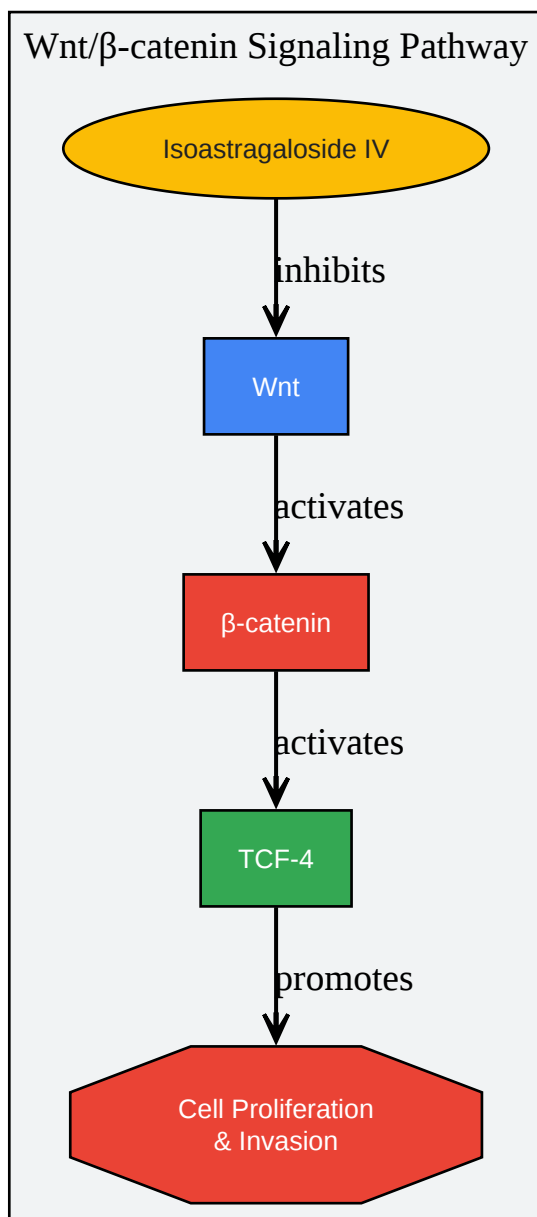 Wnt/β-catenin Signaling Pathway
Isoastragaloside IV
inhibits
Wnt
activates
β-catenin
activates
TCF-4
promotes
Cell Proliferation
& Invasion